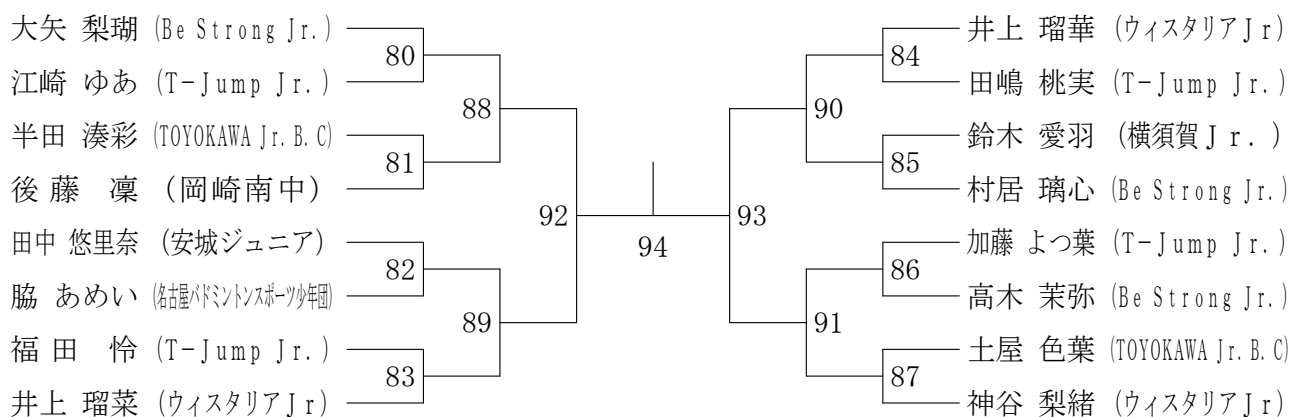 大矢 梨瑚 (Be Strong Jr.)
江崎 ゆあ (T-Jump Jr.)
半田 湊彩 (TOYOKAWA Jr. B. C)
後藤 凜 (岡崎南中)
田中 悠里奈 (安城ジュニア)
脇 あめい (名古屋バドミントンスポーツ少年団)
福田 怜 (T-Jump Jr.)
井上 瑠菜 (ウィスタリアJr)
80
81
82
83
88
89
92
94
93
90
91
84
85
86
87
井上 瑠華 (ウィスタリアJr)
田嶋 桃実 (T-Jump Jr.)
鈴木 愛羽 (横須賀Jr.)
村居 璃心 (Be Strong Jr.)
加藤 よつ葉 (T-Jump Jr.)
高木 茉弥 (Be Strong Jr.)
土屋 色葉 (TOYOKAWA Jr. B. C)
神谷 梨緒 (ウィスタリアJr)